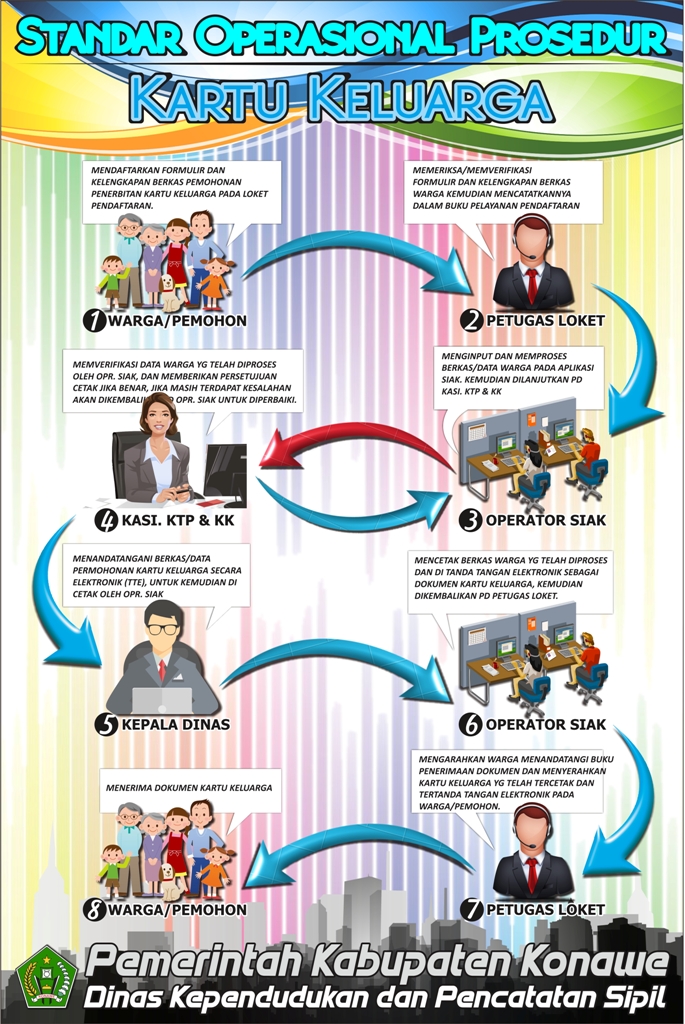 STANDAR OPERASIONAL PROSEDUR
KARTU KELUARGA
MENDAFTARKAN FORMULIR DAN
KELENGKAPAN BERKAS PEMOHONAN
PENERBITAN KARTU KELUARGA PADA LOKET
PENDAFTARAN.
1 WARGA/PEMOHON
MEMERIKSA/MEMVERIFIKASI
FORMULIR DAN KELENGKAPAN BERKAS
WARGA KEMUDIAN MENCATATKANNYA
DALAM BUKU PELAYANAN PENDAFTARAN
2 PETUGAS LOKET
MENGINPUT DAN MEMPROSES
BERKAS/DATA WARGA PADA APLIKASI
SIAK. KEMUDIAN DILANJUTKAN PD
KASI. KTP & KK
3 OPERATOR SIAK
MEMVERIFIKASI DATA WARGA YG TELAH DIPROSES
OLEH OPR. SIAK, DAN MEMBERIKAN PERSETUJUAN
CETAK JIKA BENAR, JIKA MASIH TERDAPAT KESALAHAN
AKAN OPR. SIAK UNTUK DIPERBAIKI.
4 KASI. KTP & KK
MENANDATANGANI BERKAS/DATA
PERMOHONAN KARTU KELUARGA SECARA
ELEKTRONIK (TTE), UNTUK KEMUDIAN DI
CETAK OLEH OPR. SIAK
5 KEPALA DINAS
MENCETAK BERKAS WARGA YG TELAH DIPROSES
DAN DI TANDA TANGAN ELEKTRONIK SEBAGAI
DOKUMEN KARTU KELUARGA, KEMUDIAN
DIKEMBALIKAN PD PETUGAS LOKET.
6 OPERATOR SIAK
MENGARAHKAN WARGA MENANDATANGI BUKU
PENERIMAAN DOKUMEN DAN MENYERAHKAN
KARTU KELUARGA YG TELAH TERCETAK DAN
TERTANDA TANGAN ELEKTRONIK PADA
WARGA/PEMOHON.
7 PETUGAS LOKET
MENERIMA DOKUMEN KARTU KELUARGA
8 WARGA/PEMOHON
Pemerintah Kabupaten Konawe
Dinas Kependudukan dan Pencatatan Sipil